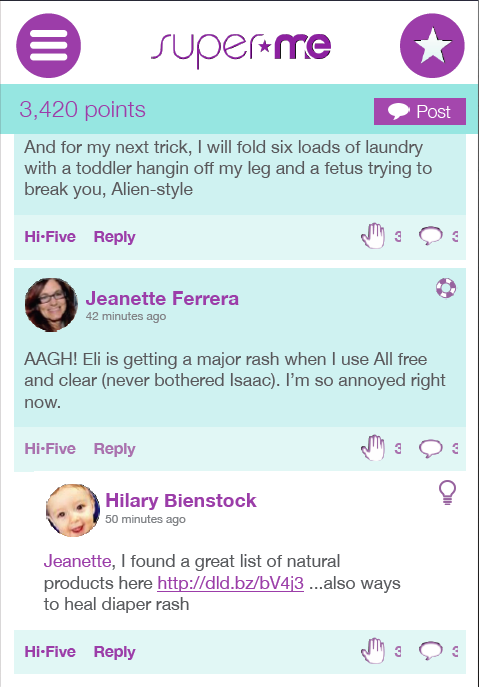 super★me
3,420 points
Post
And for my next trick, I will fold six loads of laundry
with a toddler hangin off my leg and a fetus trying to
break you, Alien-style
Hi•Five Reply 3 3
Jeanette Ferrera
42 minutes ago
AAGH! Eli is getting a major rash when I use All free
and clear (never bothered Isaac). I'm so annoyed right
now.
Hi•Five Reply 3 3
Hilary Bienstock
50 minutes ago
Jeanette, I found a great list of natural
products here http://dld.bz/bV4j3 ...also ways
to heal diaper rash
Hi•Five Reply 3 3